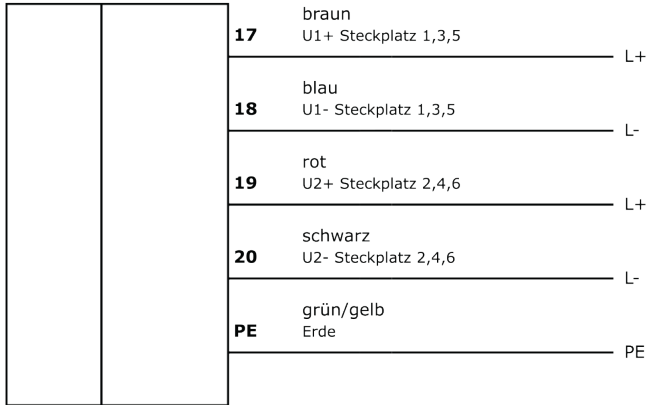 braun
17 U1+ Steckplatz 1,3,5
L+
blau
18 U1- Steckplatz 1,3,5
L-
rot
19 U2+ Steckplatz 2,4,6
L+
schwarz
20 U2- Steckplatz 2,4,6
L-
grün/gelb
PE Erde
PE